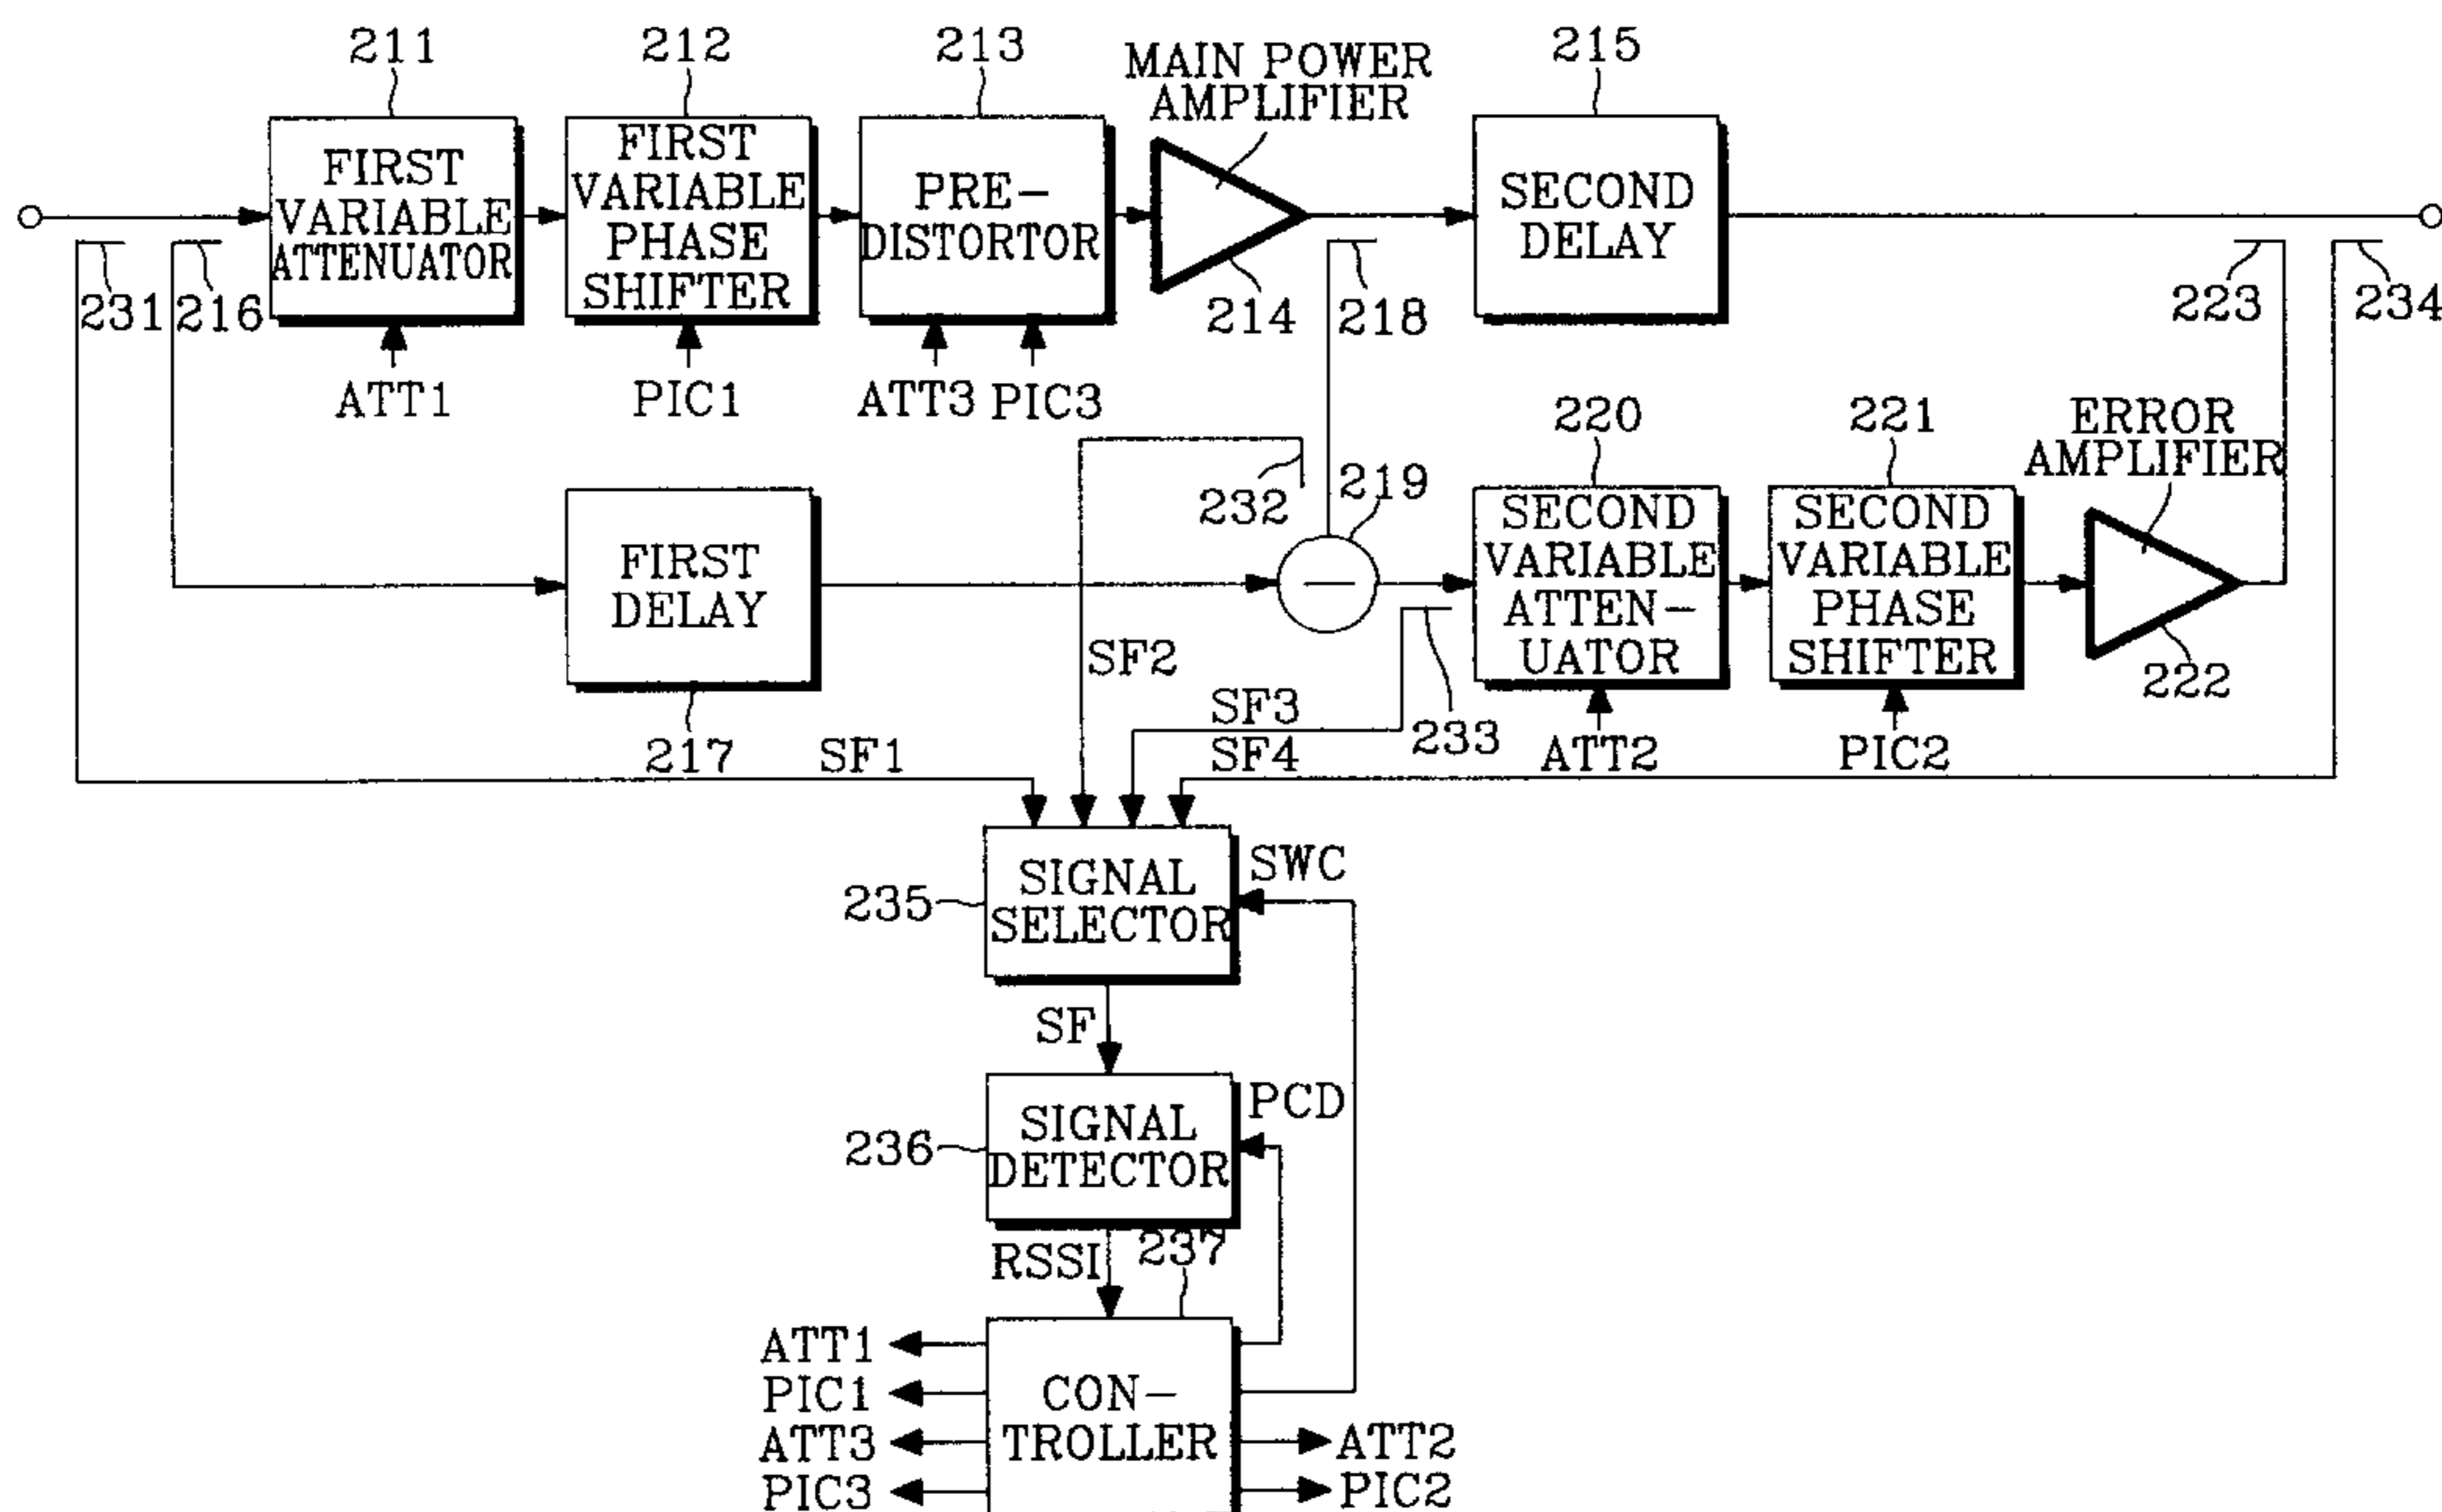 211
212
213
MAIN POWER
AMPLIFIER
215
FIRST
VARIABLE
ATTENUATOR
FIRST
VARIABLE
PHASE
SHIFTER
PRE-
DISTORTOR
SECOND
DELAY
231
216
214
218
223
234
ATT1
PIC1
ATT3
PIC3
220
221
ERROR
AMPLIFIER
232
219
FIRST
DELAY
SECOND
VARIABLE
ATTEN-
UATOR
SECOND
VARIABLE
PHASE
SHIFTER
222
SF2
217
SF1
SF3
SF4
233
ATT2
PIC2
235
SIGNAL
SELECTOR
SWC
SF
236
SIGNAL
DETECTOR
PCD
RSSI
237
ATT1
PIC1
ATT3
PIC3
CON-
TROLLER
ATT2
PIC2